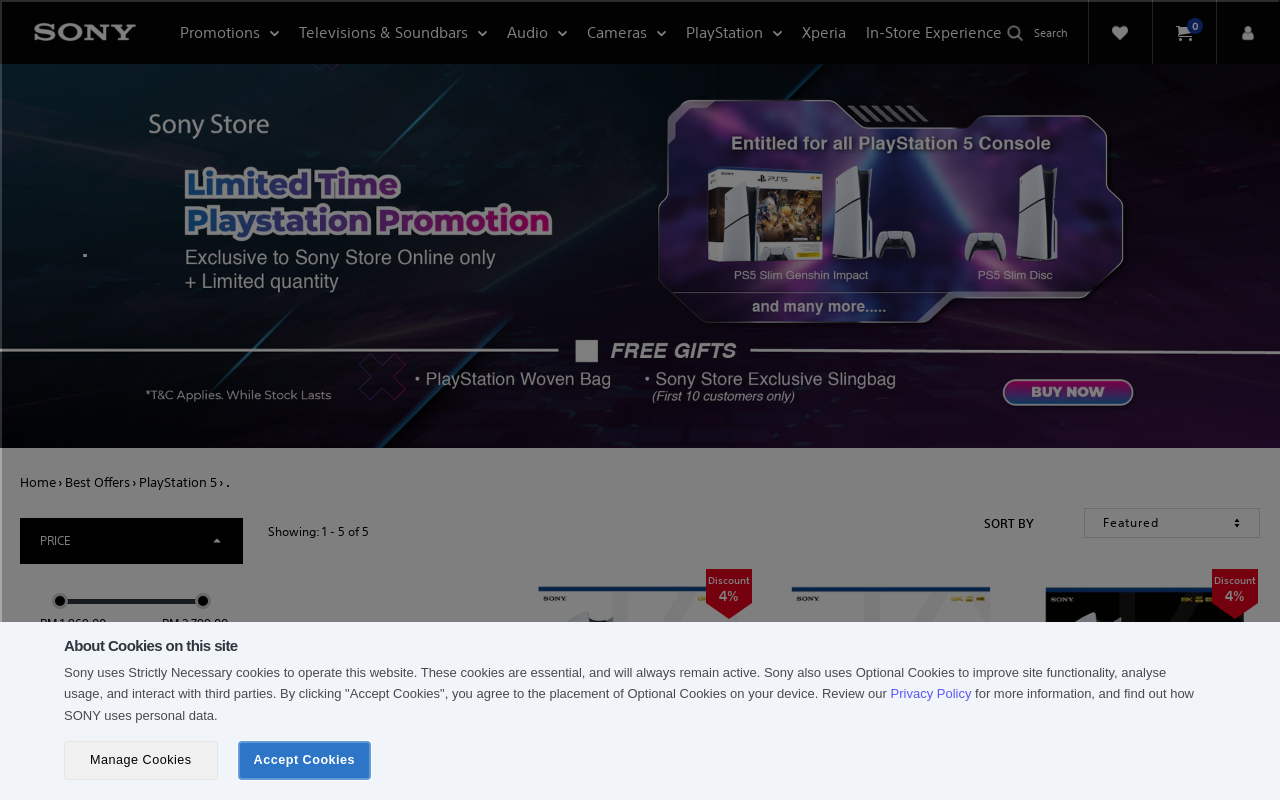 SONY
Promotions
Televisions & Soundbars
Audio
Cameras
PlayStation
Xperia
In-Store Experience
Search
0
Sony Store
Limited Time
Playstation Promotion
Exclusive to Sony Store Online only
+ Limited quantity
Entitled for all PlayStation 5 Console
PS5 Slim Genshin Impact
PS5 Slim Disc
and many more.....
FREE GIFTS
• PlayStation Woven Bag
• Sony Store Exclusive Slingbag
(First 10 customers only)
*T&C Applies. While Stock Lasts
BUY NOW
Home › Best Offers › PlayStation 5 › .
PRICE
Showing: 1 - 5 of 5
SORT BY
Featured
Discount
4%
Discount
4%
SONY
SONY
SONY
About Cookies on this site
Sony uses Strictly Necessary cookies to operate this website. These cookies are essential, and will always remain active. Sony also uses Optional Cookies to improve site functionality, analyse
usage, and interact with third parties. By clicking "Accept Cookies", you agree to the placement of Optional Cookies on your device. Review our Privacy Policy for more information, and find out how
SONY uses personal data.
Manage Cookies
Accept Cookies